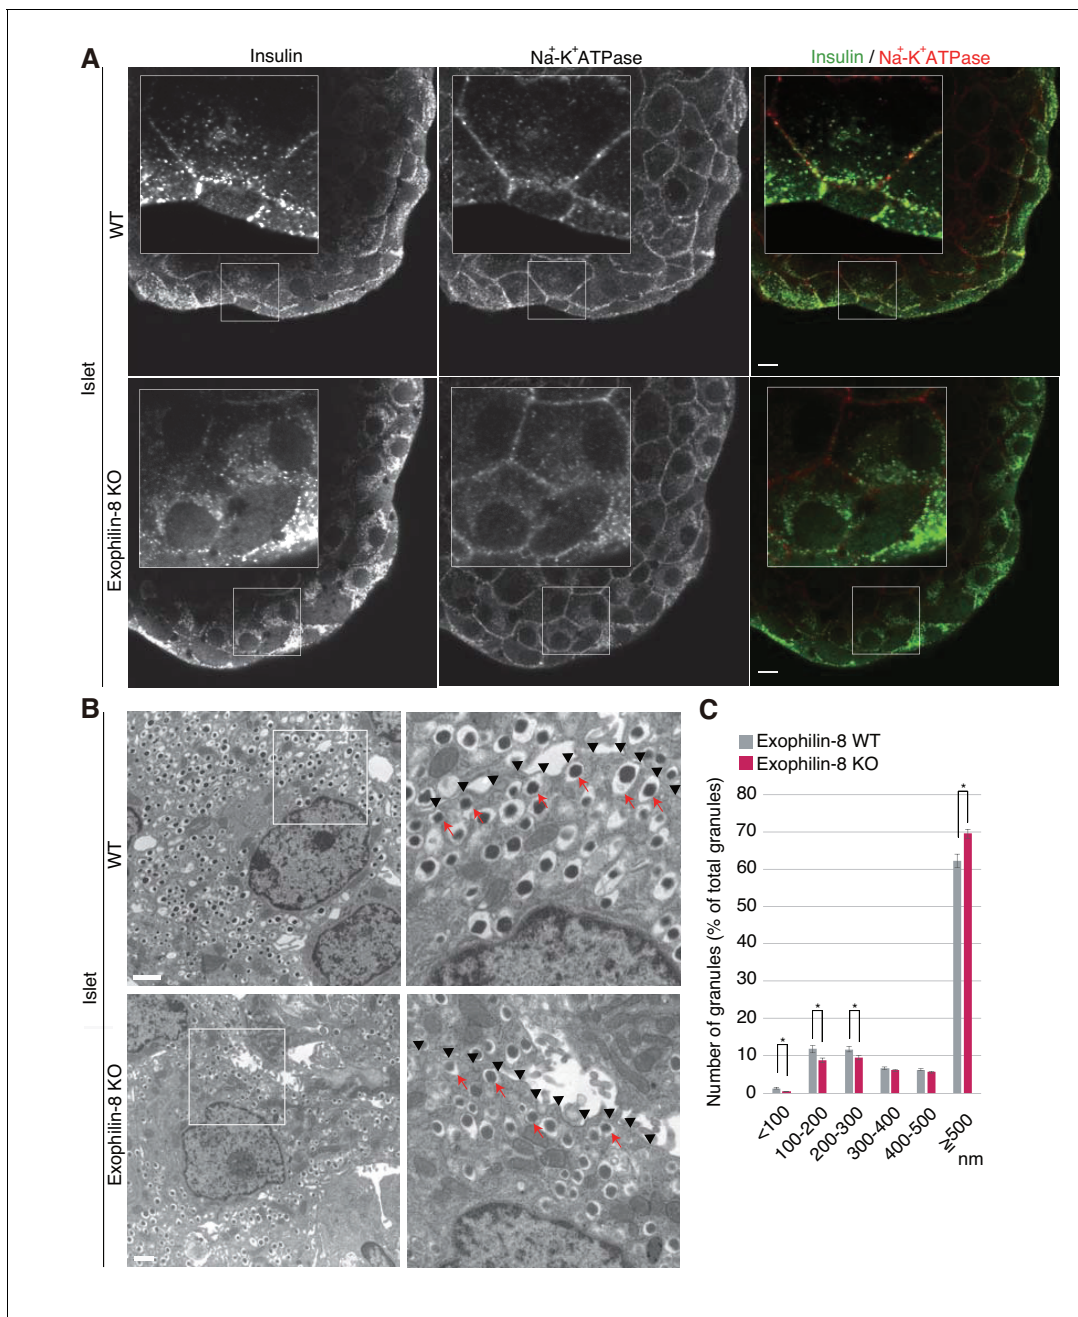 A
Insulin
Na+-K+ATPase
Insulin / Na+-K+ATPase
WT
Islet
Exophilin-8 KO
B
WT
Islet
Exophilin-8 KO
C
Exophilin-8 WT
Exophilin-8 KO
Number of granules (% of total granules)
80
70
60
50
40
30
20
10
0
*
*
*
*
<100
100-200
200-300
300-400
400-500
≥500
nm